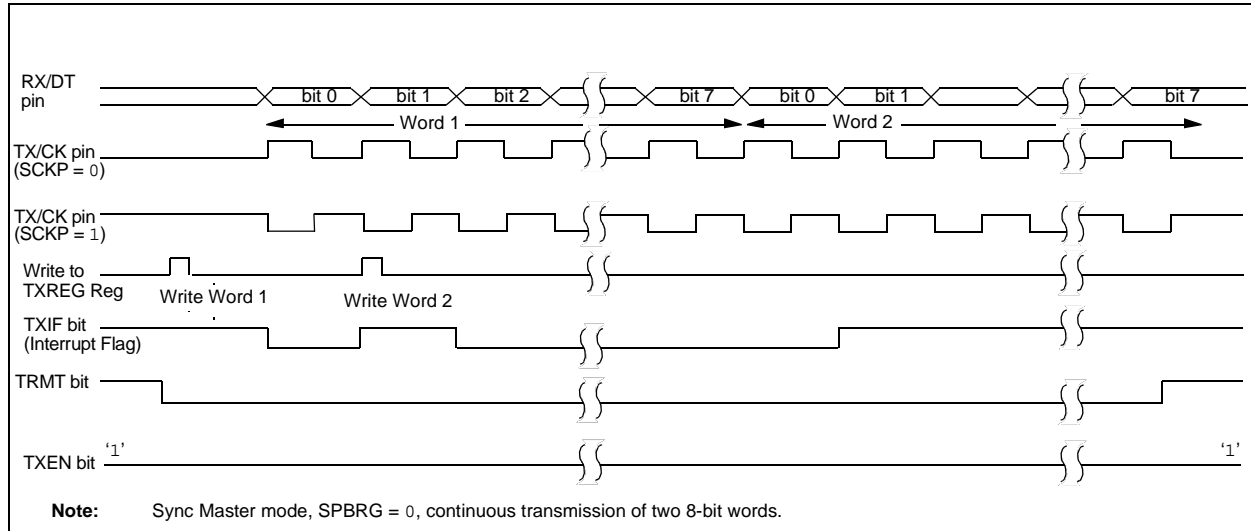 RX/DT
pin
bit 0 bit 1 bit 2 bit 7 bit 0 bit 1 bit 7
Word 1 Word 2
TX/CK pin
(SCKP = 0)
TX/CK pin
(SCKP = 1)
Write to
TXREG Reg
Write Word 1 Write Word 2
TXIF bit
(Interrupt Flag)
TRMT bit
TXEN bit ‘1’ ‘1’
Note: Sync Master mode, SPBRG = 0, continuous transmission of two 8-bit words.